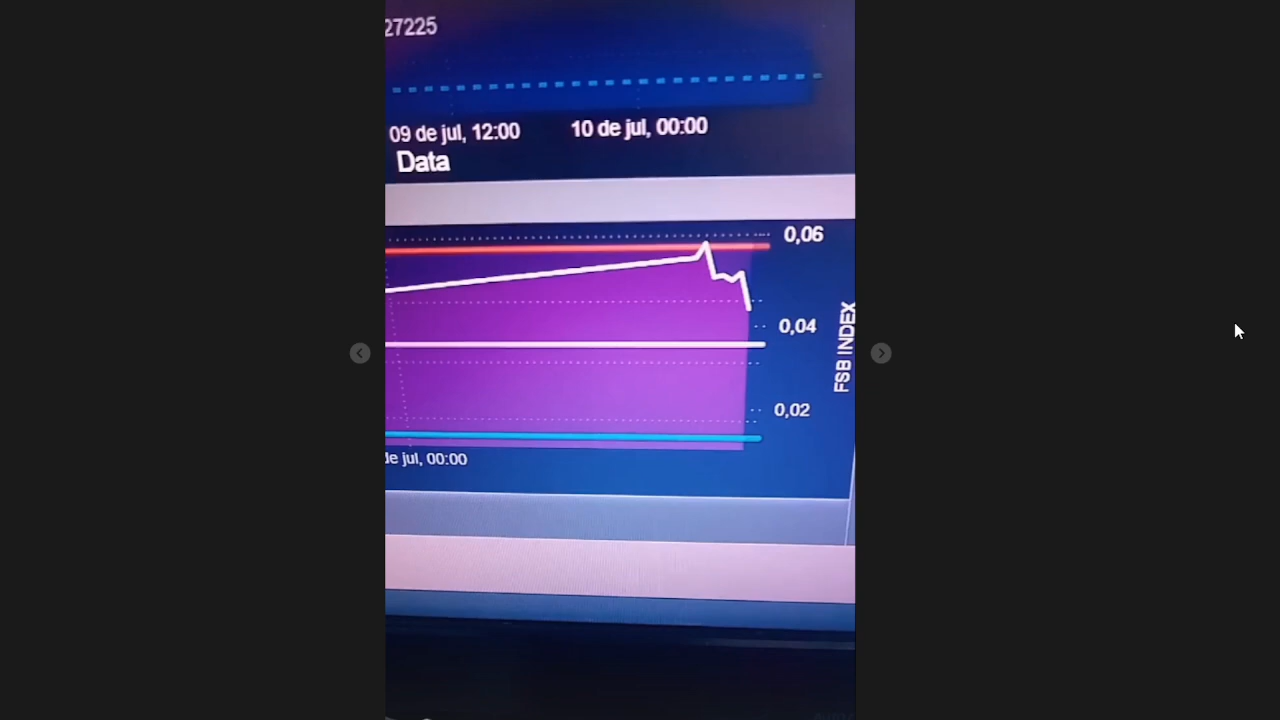 27225
09 de jul, 12:00
10 de jul, 00:00
Data
0,06
0,04
FSB INDEX
0,02
de jul, 00:00